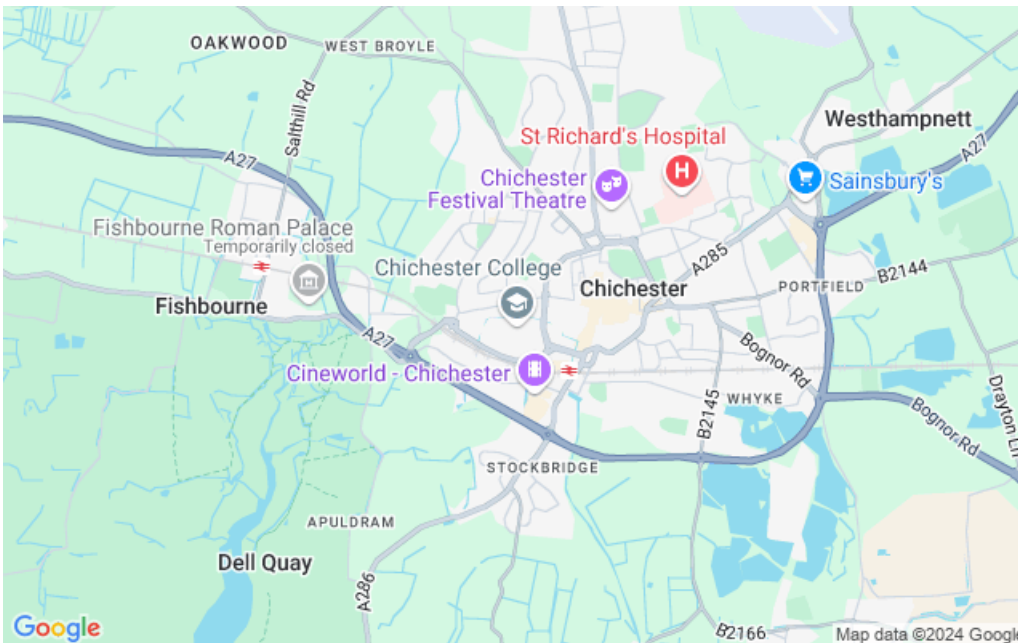 OAKWOOD
WEST BROYLE
Salthill Rd
A27
Westhampnett
A27
St Richard's Hospital
H
Chichester
Festival Theatre
Sainsbury's
Fishbourne Roman Palace
Temporarily closed
A285
B2144
Chichester College
Chichester
PORTFIELD
Fishbourne
A27
Bognor Rd
Cineworld - Chichester
WHYKE
B2145
Drayton Ln
Bognor Rd
STOCKBRIDGE
APULDRAM
Dell Quay
A286
B2166
Google
Map data ©2024 Google